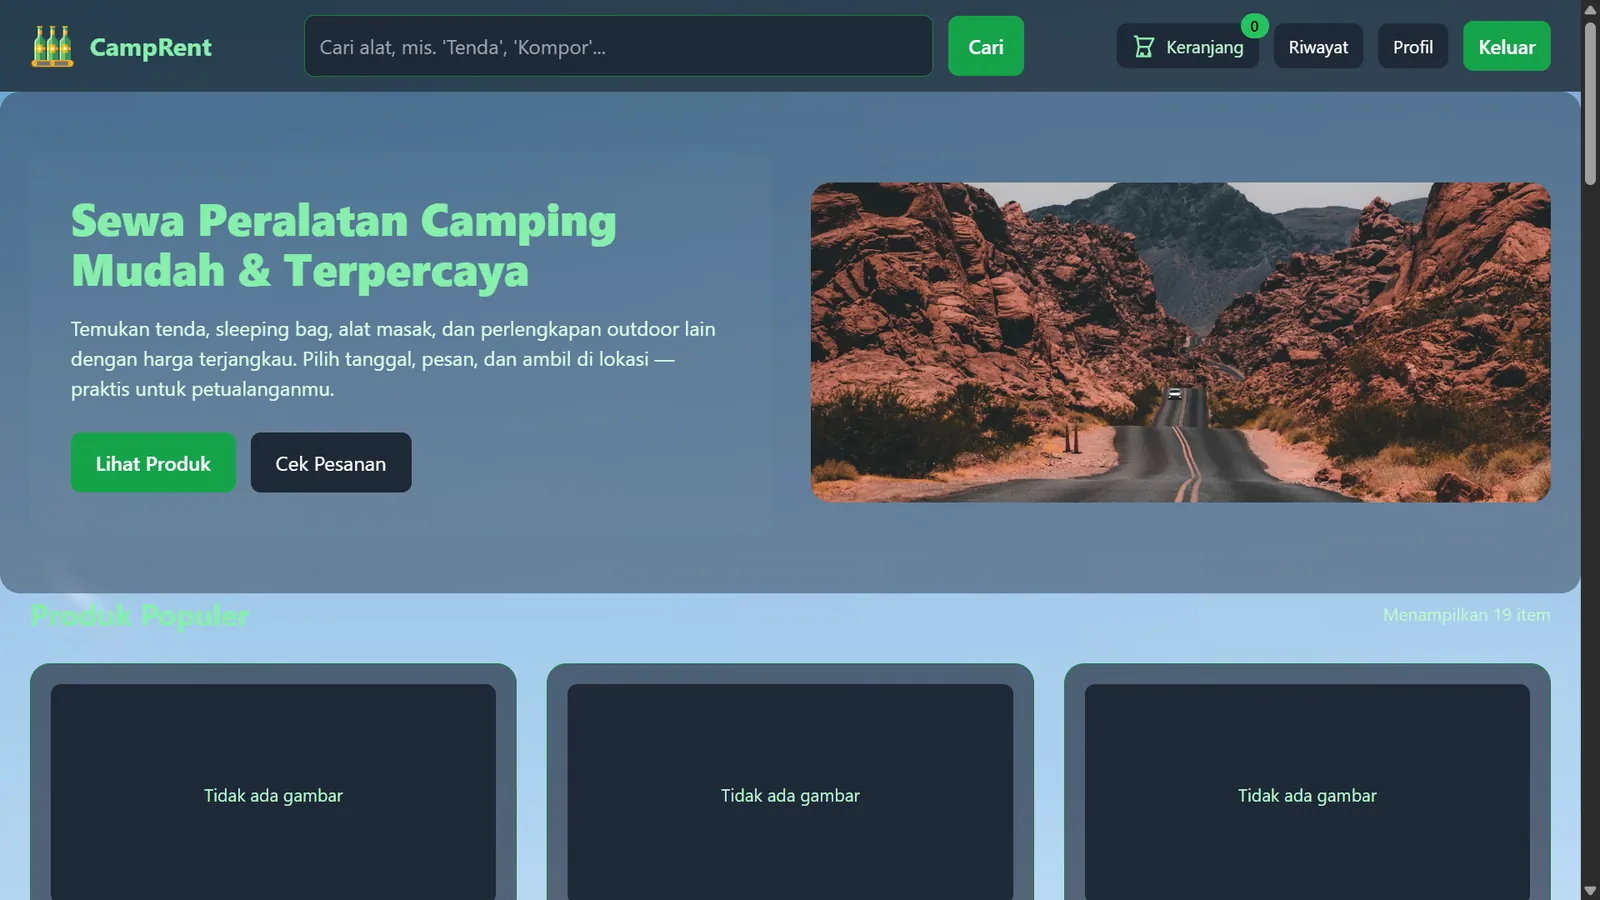 CampRent
Cari alat, mis. 'Tenda', 'Kompor'...
Cari
Keranjang
0
Riwayat
Profil
Keluar
Sewa Peralatan Camping
Mudah & Terpercaya
Temukan tenda, sleeping bag, alat masak, dan perlengkapan outdoor lain
dengan harga terjangkau. Pilih tanggal, pesan, dan ambil di lokasi —
praktis untuk petualanganmu.
Lihat Produk
Cek Pesanan
Produk Populer
Menampilkan 19 item
Tidak ada gambar
Tidak ada gambar
Tidak ada gambar